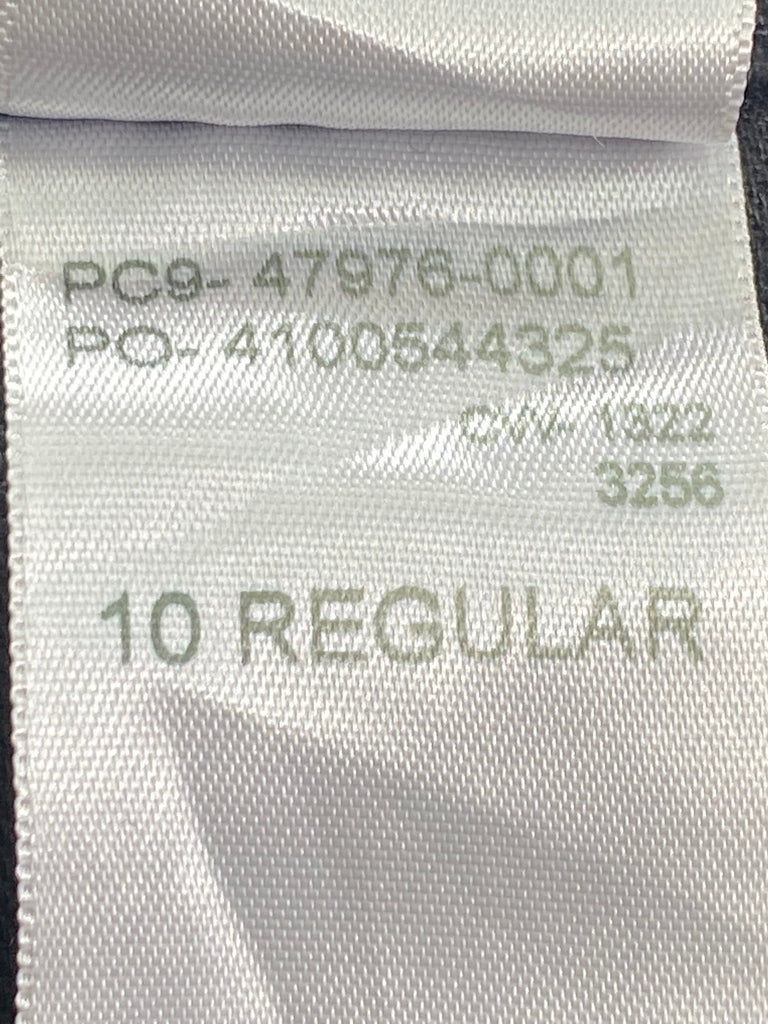 PC9- 47976-0001
PO- 4100544325
CW- 1322
3256
10 REGULAR